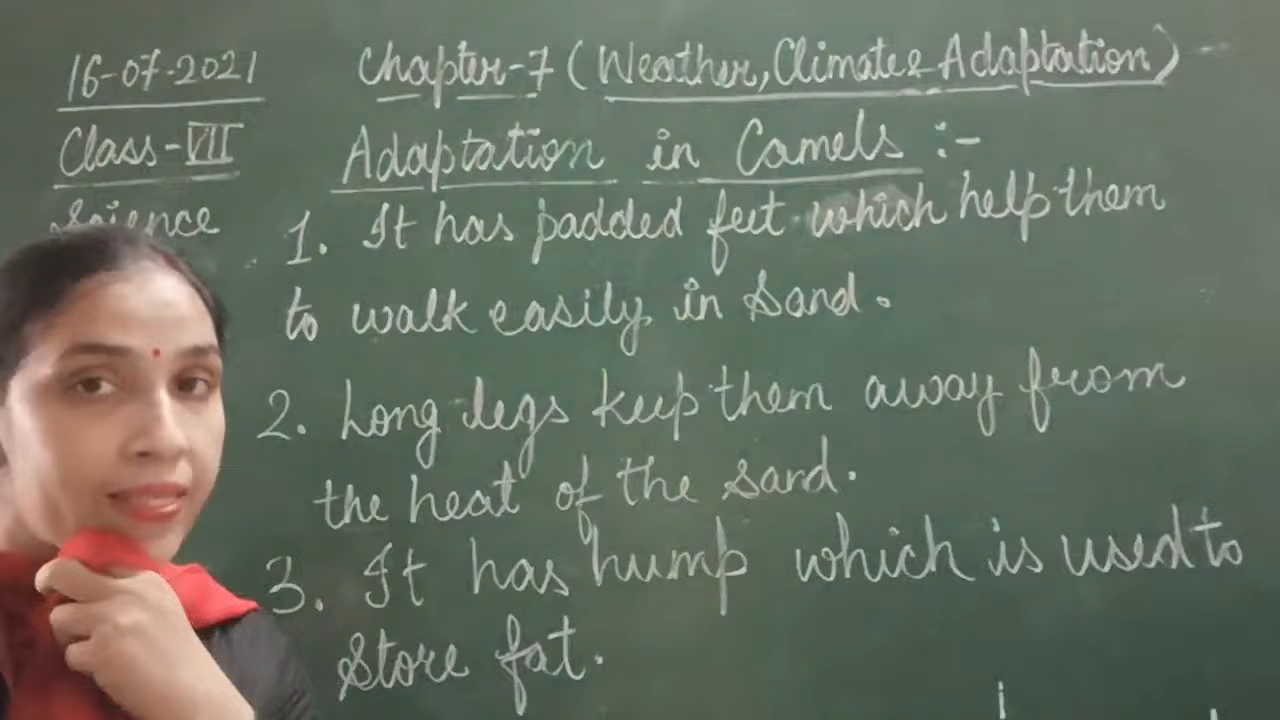 16-07-2021
Chapter-7 (Weather, Climate & Adaptation)
Class-VII
Adaptation in Camels :-
Science
1. It has padded feet which help them
to walk easily in sand.
2. Long legs keep them away from
the heat of the sand.
3. It has hump which is used to
store fat.